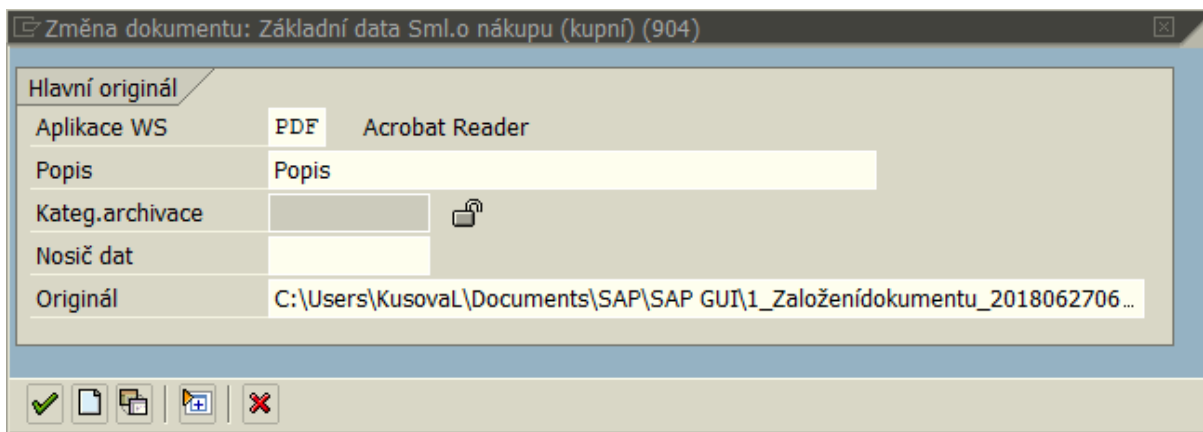 Změna dokumentu: Základní data Sml.o nákupu (kupní) (904)
Hlavní originál
Aplikace WS PDF Acrobat Reader
Popis Popis
Kateg.archivace
Nosič dat
Originál C:\Users\KusovaL\Documents\SAP\SAP GUI\1_Založenídokumentu_2018062706...